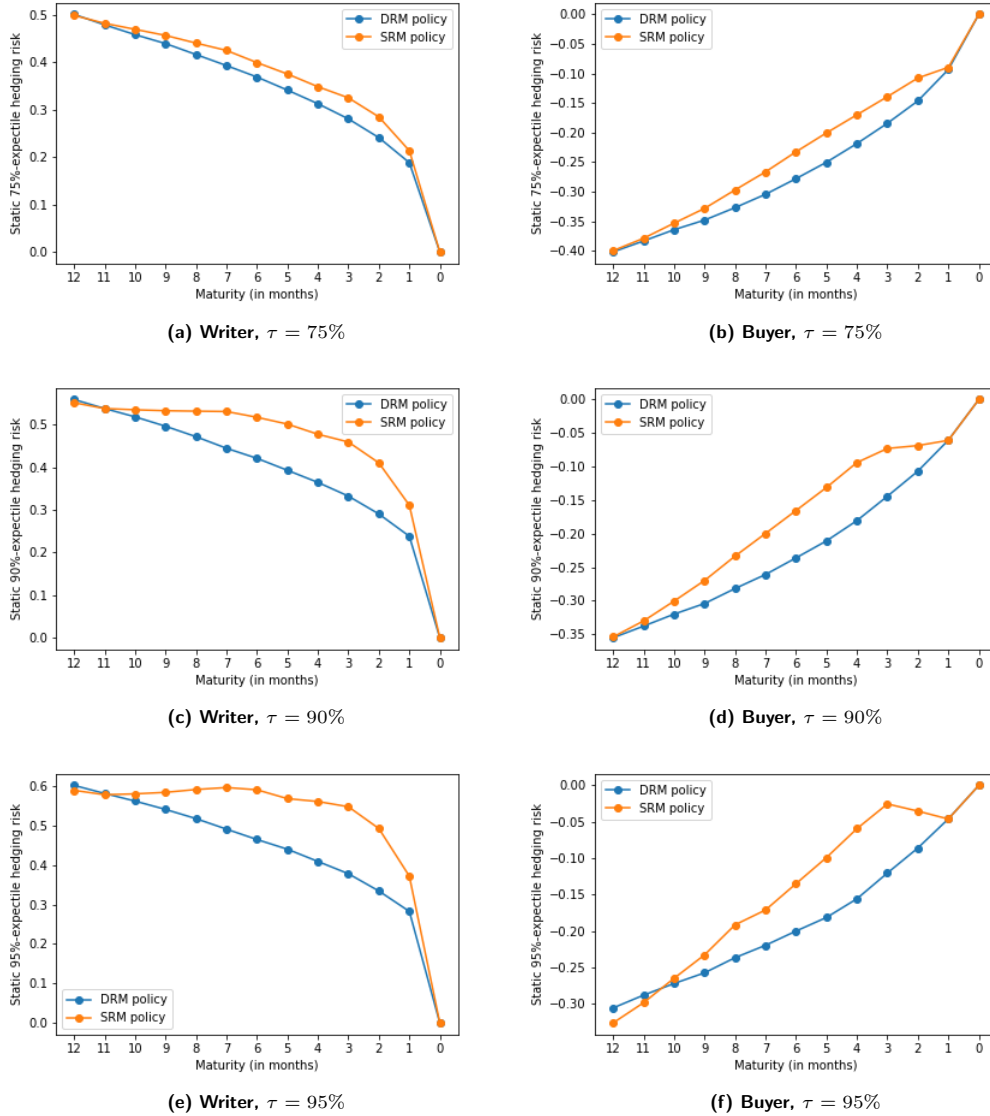 0.5
0.4
0.3
0.2
0.1
0.0
Static 75%-expectile hedging risk
DRM policy
SRM policy
12 11 10 9 8 7 6 5 4 3 2 1 0
Maturity (in months)
(a) Writer, τ = 75%
0.00
−0.05
−0.10
−0.15
−0.20
−0.25
−0.30
−0.35
−0.40
Static 75%-expectile hedging risk
DRM policy
SRM policy
12 11 10 9 8 7 6 5 4 3 2 1 0
Maturity (in months)
(b) Buyer, τ = 75%
0.5
0.4
0.3
0.2
0.1
0.0
Static 90%-expectile hedging risk
DRM policy
SRM policy
12 11 10 9 8 7 6 5 4 3 2 1 0
Maturity (in months)
(c) Writer, τ = 90%
0.00
−0.05
−0.10
−0.15
−0.20
−0.25
−0.30
−0.35
Static 90%-expectile hedging risk
DRM policy
SRM policy
12 11 10 9 8 7 6 5 4 3 2 1 0
Maturity (in months)
(d) Buyer, τ = 90%
0.6
0.5
0.4
0.3
0.2
0.1
0.0
Static 95%-expectile hedging risk
DRM policy
SRM policy
12 11 10 9 8 7 6 5 4 3 2 1 0
Maturity (in months)
(e) Writer, τ = 95%
0.00
−0.05
−0.10
−0.15
−0.20
−0.25
−0.30
Static 95%-expectile hedging risk
DRM policy
SRM policy
12 11 10 9 8 7 6 5 4 3 2 1 0
Maturity (in months)
(f) Buyer, τ = 95%